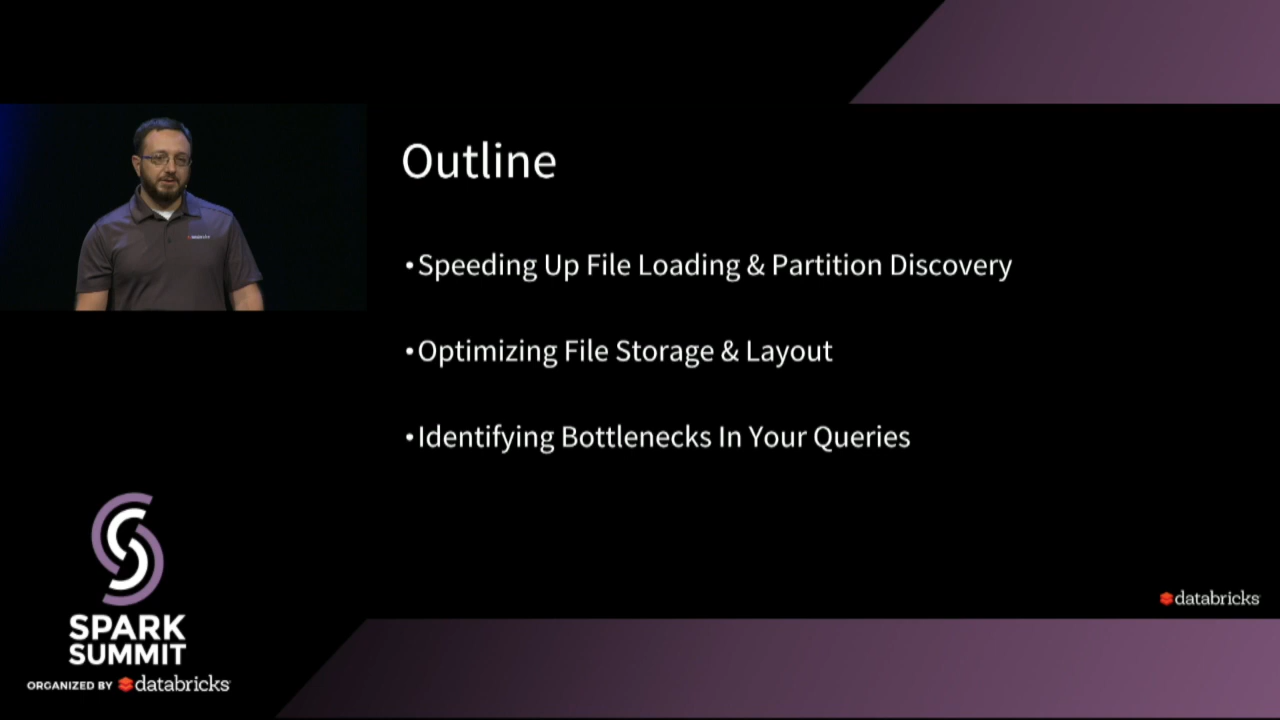 Outline
•Speeding Up File Loading & Partition Discovery
•Optimizing File Storage & Layout
•Identifying Bottlenecks In Your Queries
databricks
SPARK
SUMMIT
ORGANIZED BY databricks